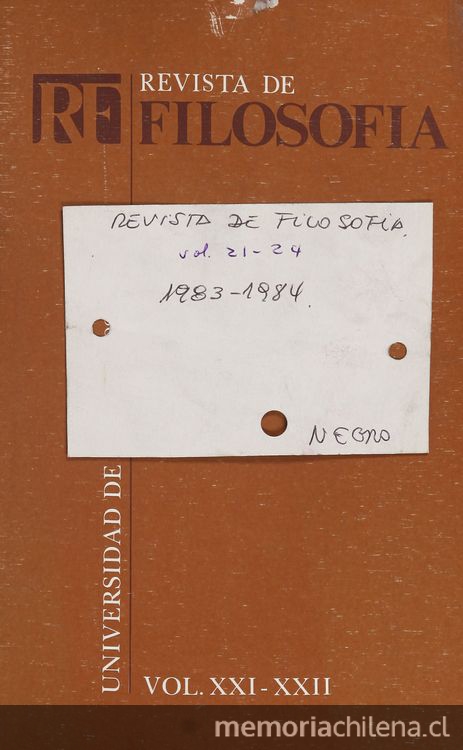 RF
REVISTA DE
FILOSOFIA
REVISTA DE FILOSOFIA.
vol. 21-24
1983-1984.
NEGRO
UNIVERSIDAD DE
VOL. XXI-XXII
memoriachilena.cl